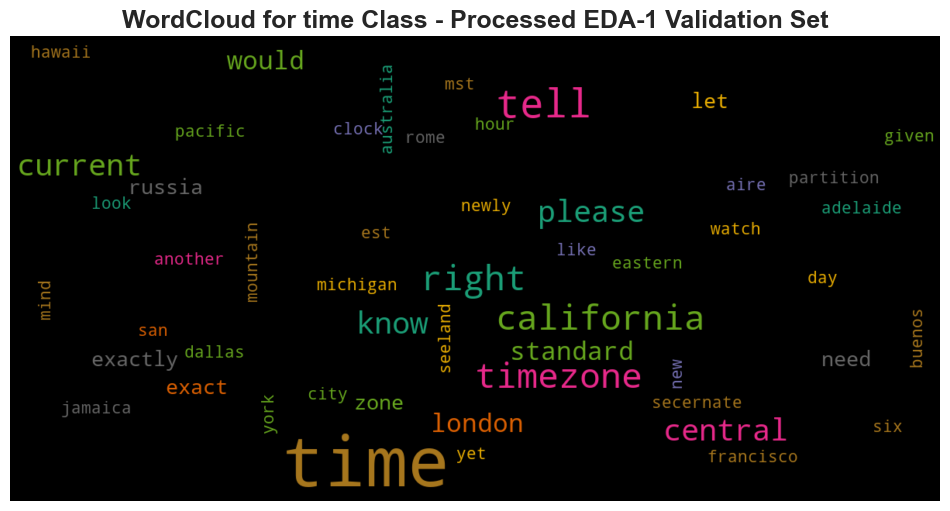 WordCloud for time Class - Processed EDA-1 Validation Set
hawaii
would
mst
tell
let
australia
pacific
clock
rome
hour
given
current
russia
look
aire
partition
adelaide
newly
please
watch
est
like
eastern
another
mountain
michigan
right
day
mind
san
know
seeland
california
standard
buenos
exactly
dallas
timezone
new
need
exact
jamaica
york
city
zone
london
secernate
central
six
time
yet
francisco